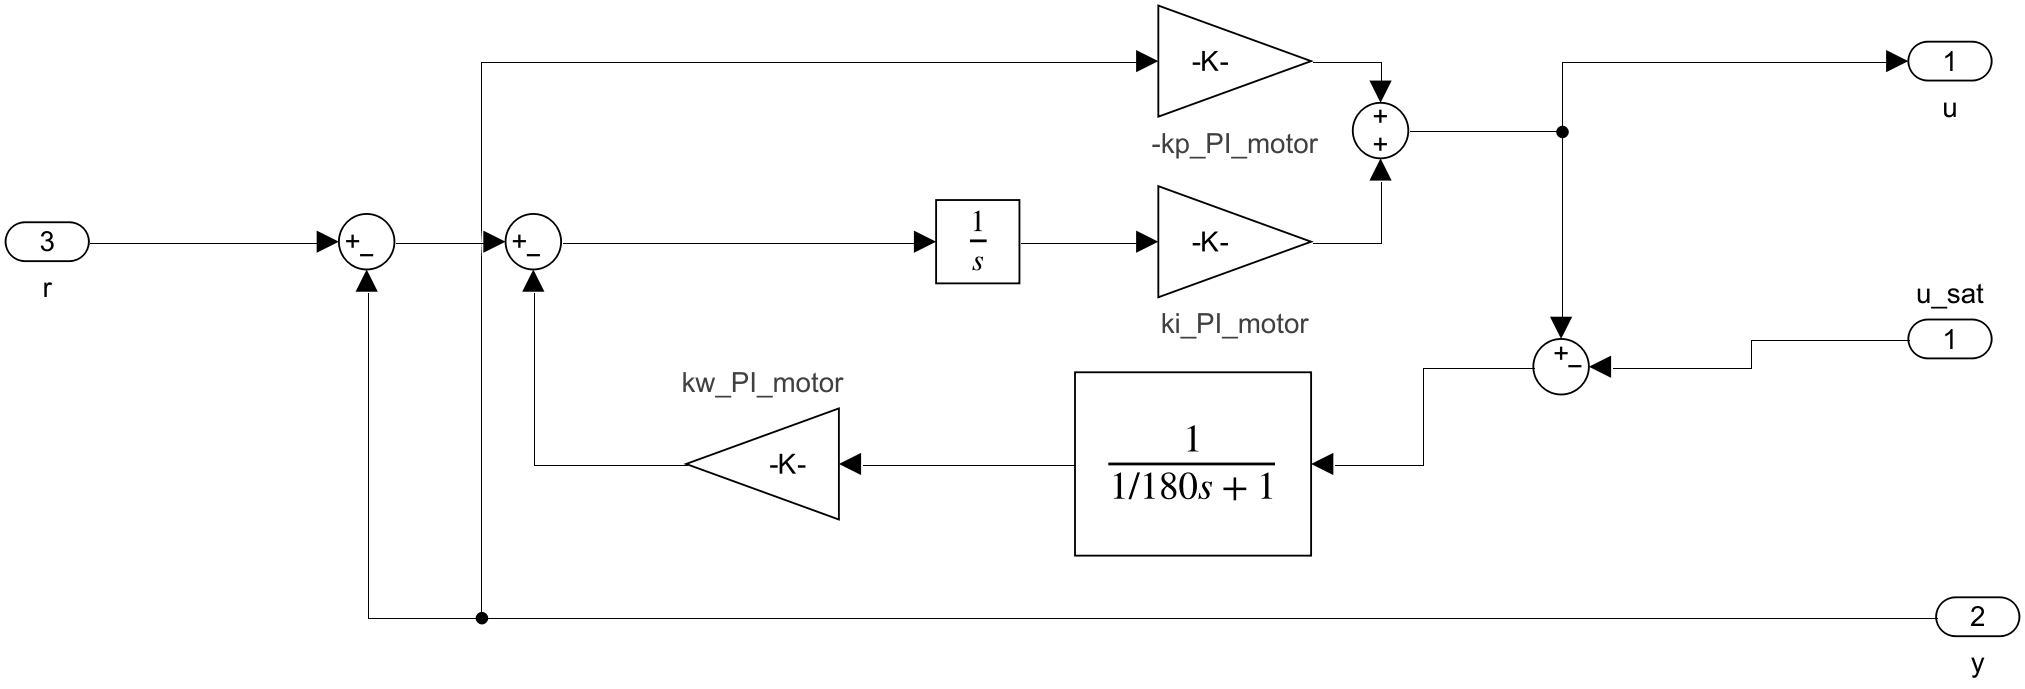 -K-
-kp_PI_motor
+
+
1
u
3
r
+
−
+
−
1
s
-K-
ki_PI_motor
u_sat
1
+
−
kw_PI_motor
-K-
1
1/180s + 1
2
y